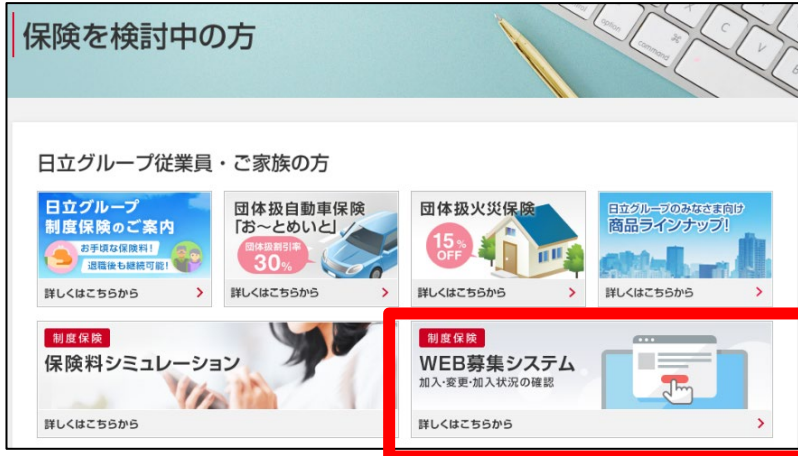 保険を検討中の方
option
command
C
V
B
日立グループ従業員・ご家族の方
日立グループ
制度保険のご案内
お手頃な保険料!
退職後も継続可能!
詳しくはこちらから
団体扱自動車保険
「お～とめいと」
団体扱割引率
30%
詳しくはこちらから
団体扱火災保険
15%
OFF
詳しくはこちらから
日立グループのみなさま向け
商品ラインナップ!
詳しくはこちらから
制度保険
保険料シミュレーション
詳しくはこちらから
制度保険
WEB募集システム
加入・変更・加入状況の確認
詳しくはこちらから